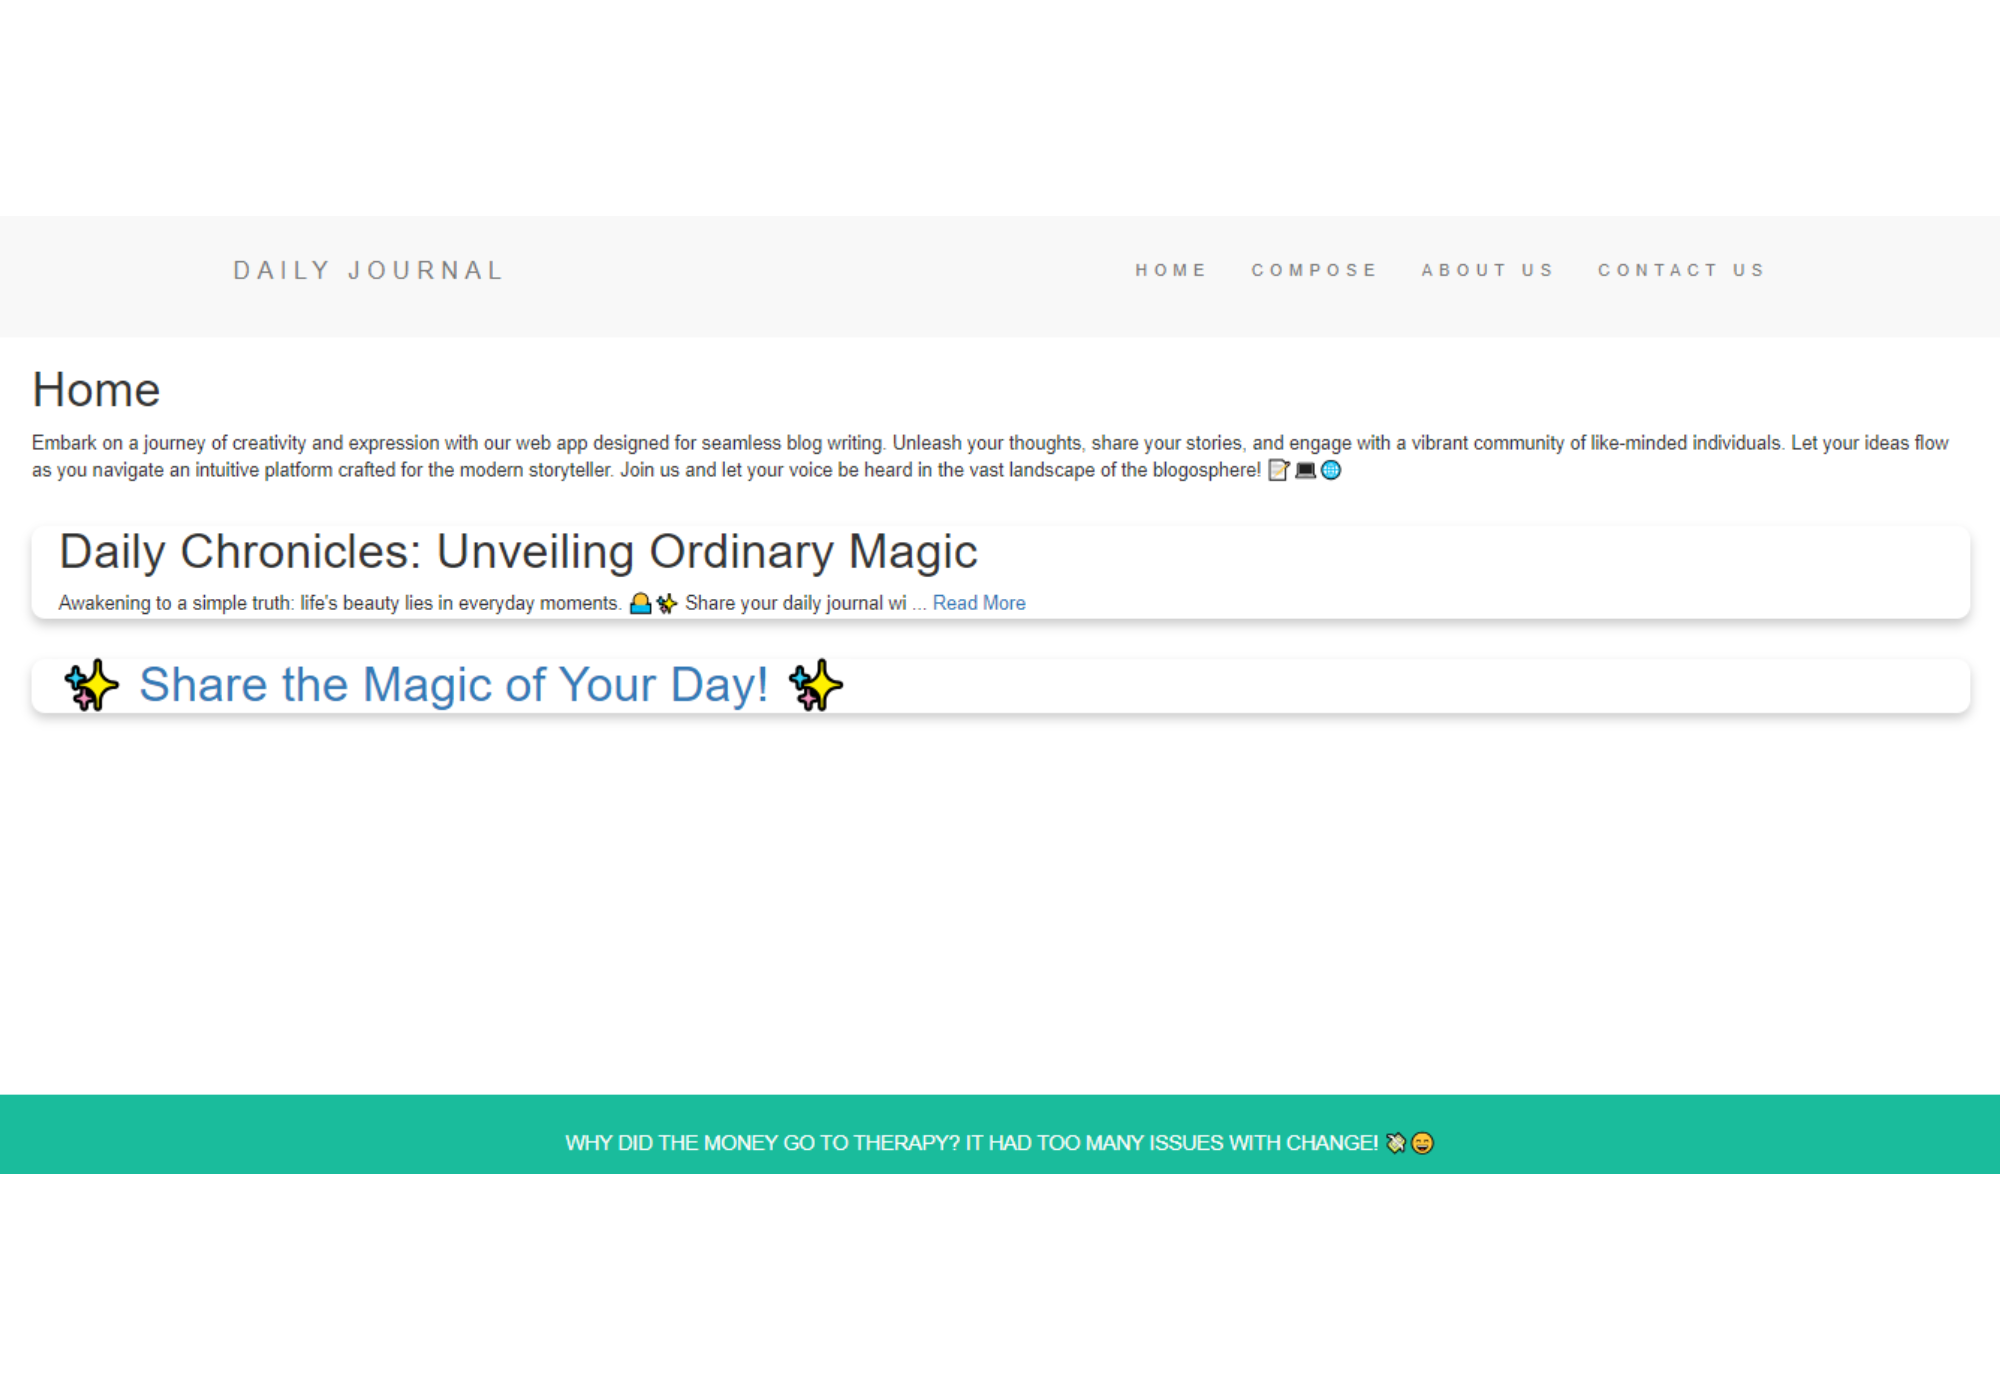 DAILY JOURNAL
HOME COMPOSE ABOUT US CONTACT US
Home
Embark on a journey of creativity and expression with our web app designed for seamless blog writing. Unleash your thoughts, share your stories, and engage with a vibrant community of like-minded individuals. Let your ideas flow
as you navigate an intuitive platform crafted for the modern storyteller. Join us and let your voice be heard in the vast landscape of the blogosphere! 📝💻🌐
Daily Chronicles: Unveiling Ordinary Magic
Awakening to a simple truth: life's beauty lies in everyday moments. 🌅✨ Share your daily journal wi ... Read More
✨ Share the Magic of Your Day! ✨
WHY DID THE MONEY GO TO THERAPY? IT HAD TOO MANY ISSUES WITH CHANGE! 💸😄